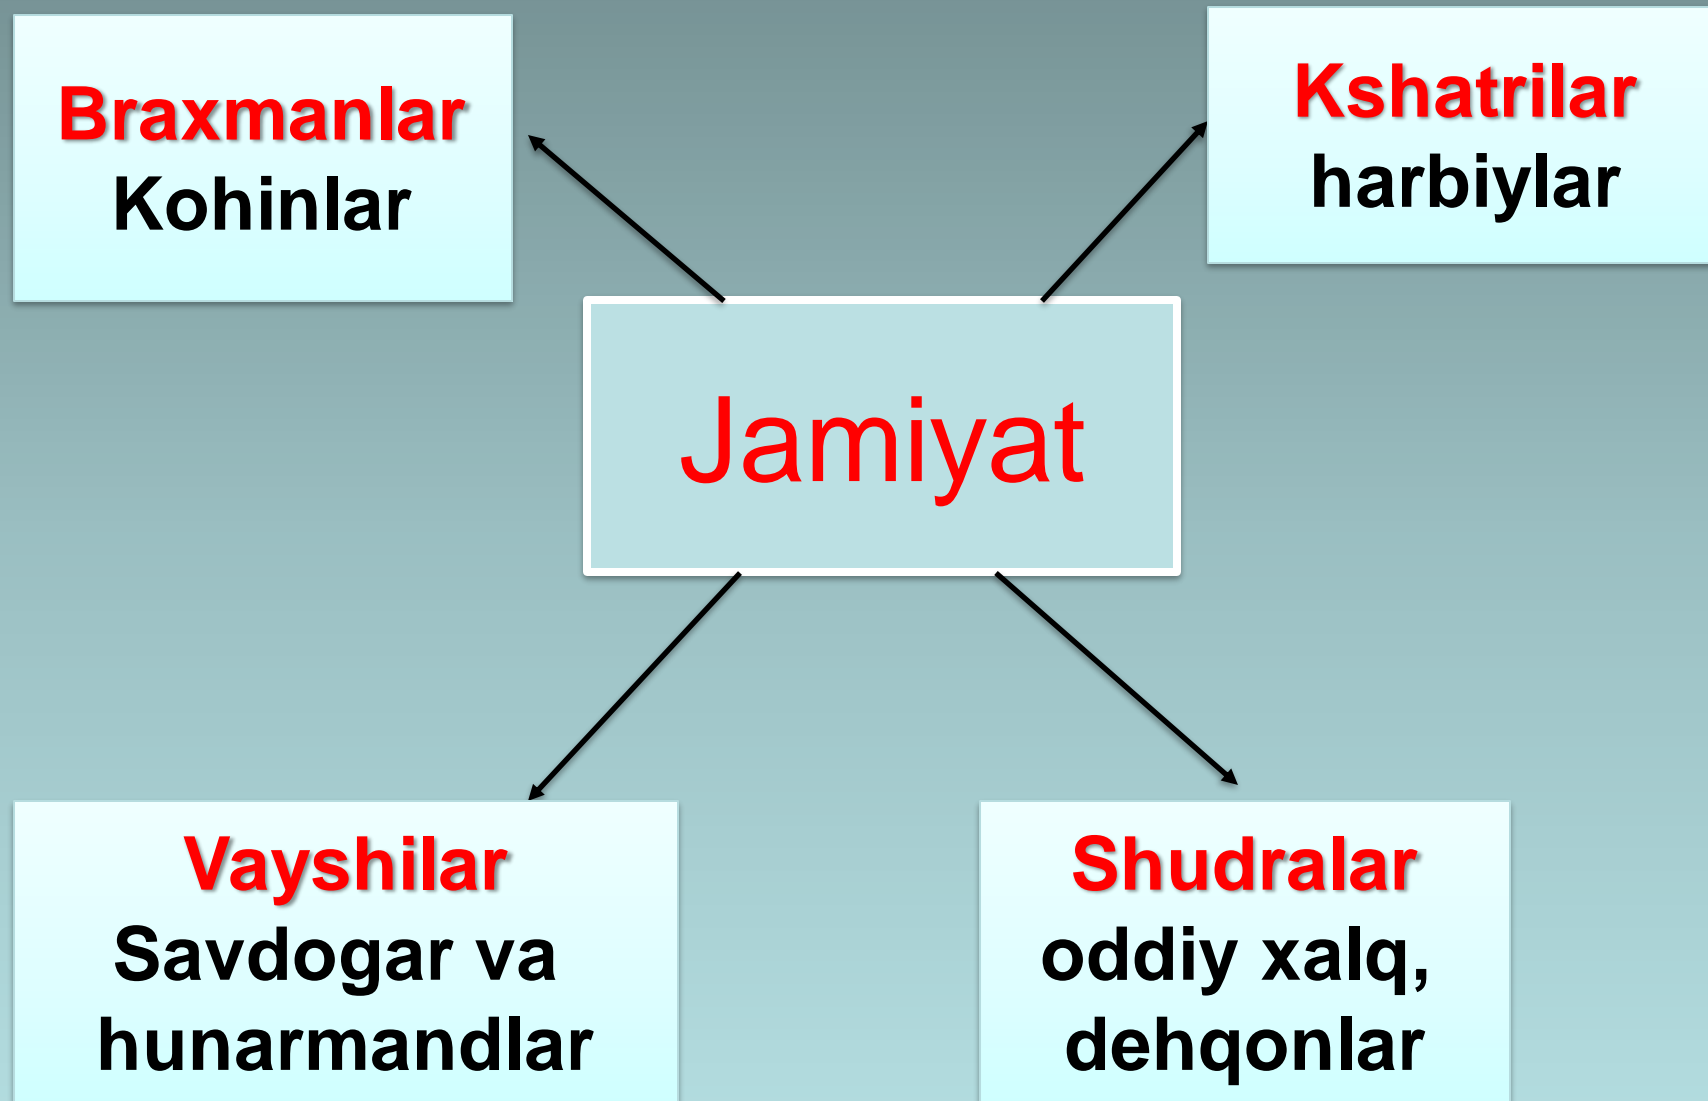 Braxmanlar
Kohinlar
Kshatrilar
harbiylar
Jamiyat
Vayshilar
Savdogar va
hunarmandlar
Shudralar
oddiy xalq,
dehqonlar